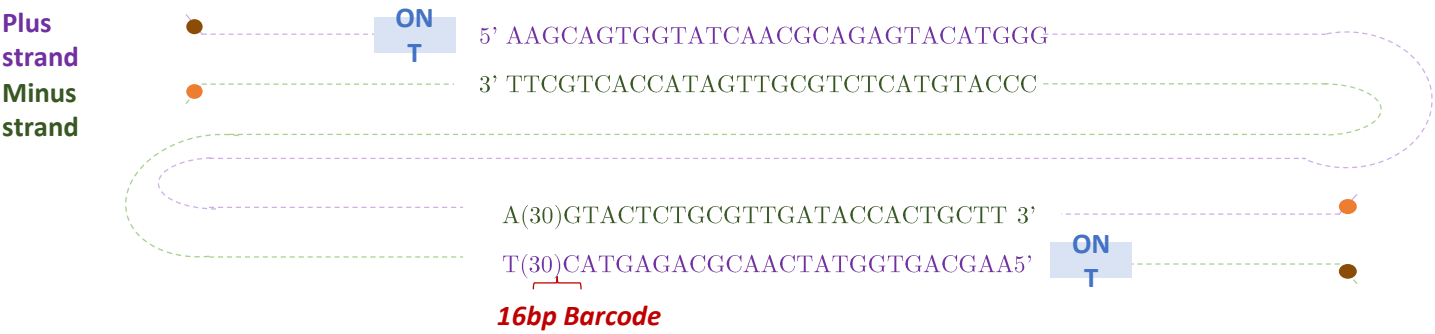 Plus
strand
Minus
strand
ON
T
5’ AAGCAGTGGTATCAACGCAGAGTACATGGG
3’ TTCGTCACCATAGTTGCGTCTCATGTACCC
A(30)GTACTCTGCGTTGATACCACTGCTT 3’
T(30)CATGAGACGCAACTATGGTGACGAA5’
ON
T
16bp Barcode